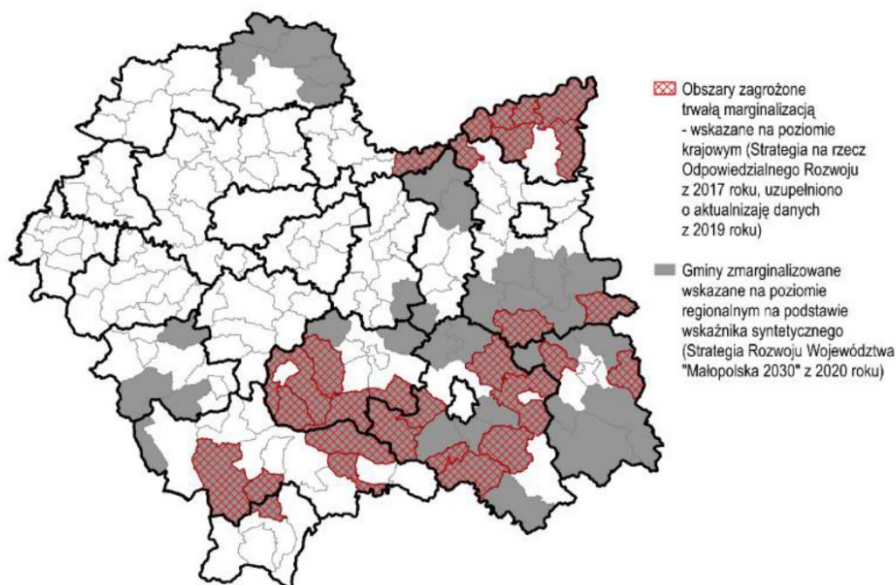 Obszary zagrożone
trwałą marginalizacją
- wskazane na poziomie
krajowym (Strategia na rzecz
Odpowiedzialnego Rozwoju
z 2017 roku, uzupełniono
o aktualnizaję danych
z 2019 roku)
Gminy zmarginalizowane
wskazane na poziomie
regionalnym na podstawie
wskaźnika syntetycznego
(Strategia Rozwoju Województwa
"Małopolska 2030" z 2020 roku)